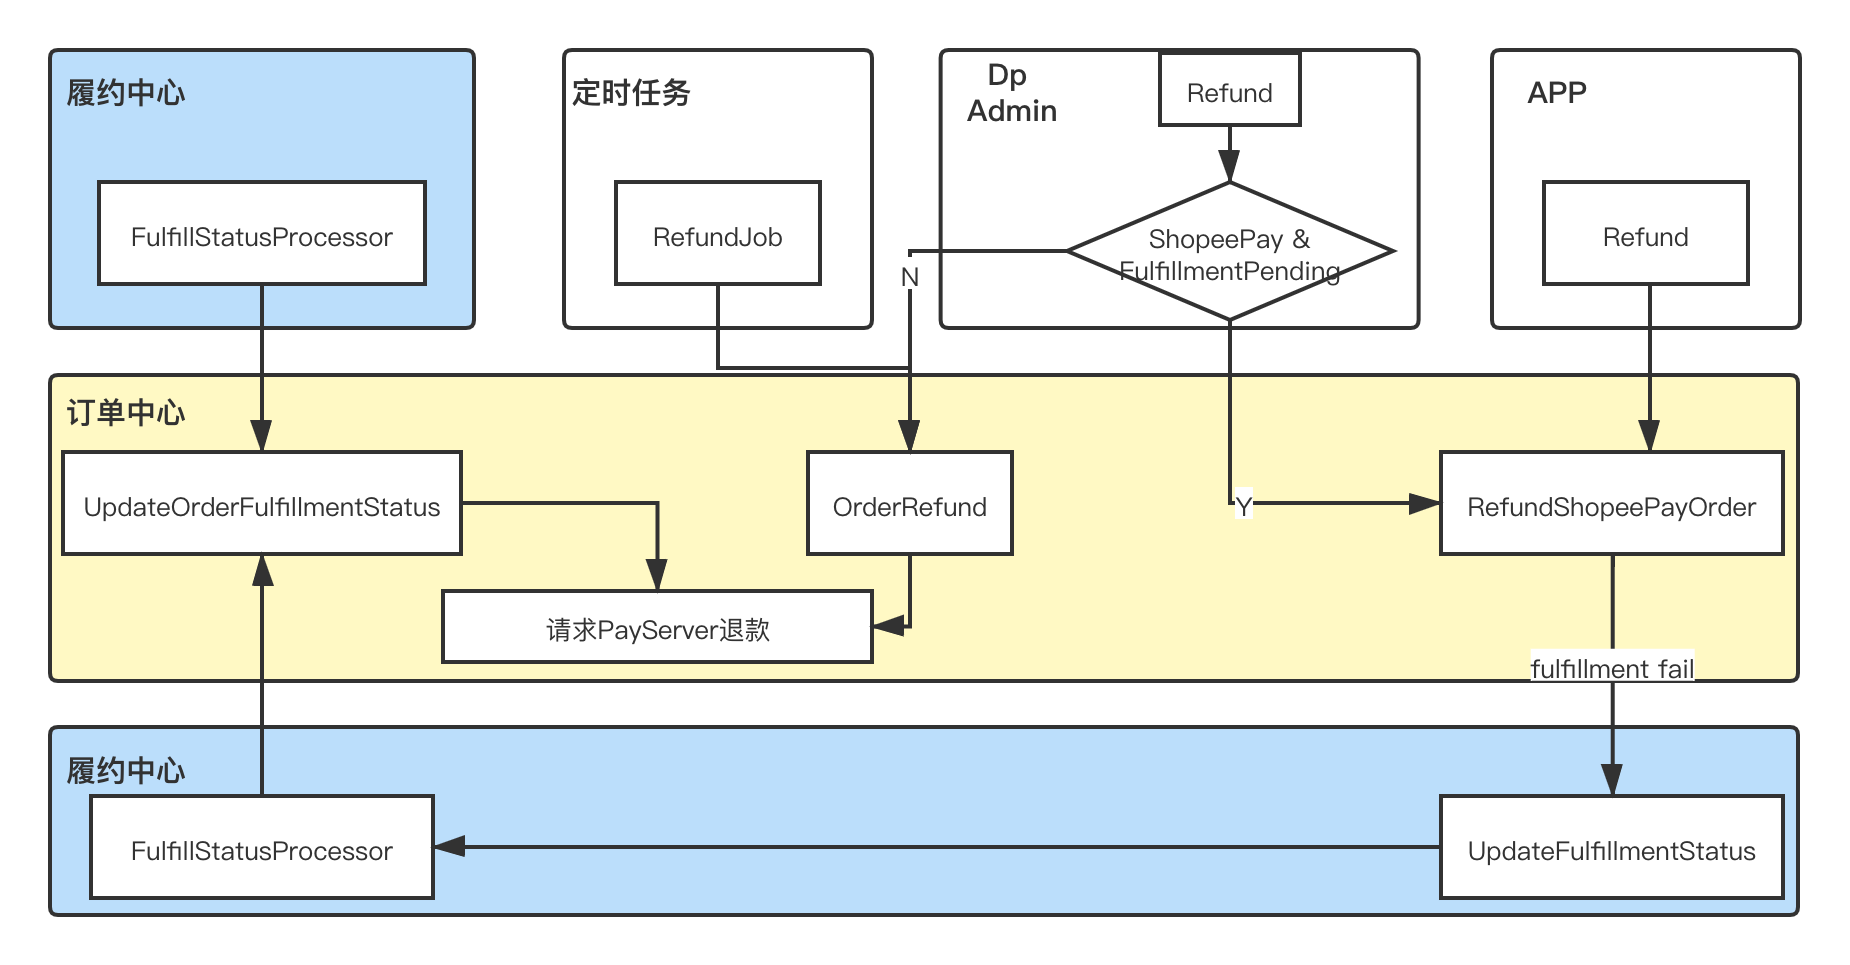 履约中心
FulfillStatusProcessor
定时任务
RefundJob
Dp
Admin
Refund
ShopeePay &
FulfillmentPending
N
APP
Refund
订单中心
UpdateOrderFulfillmentStatus
OrderRefund
Y
RefundShopeePayOrder
请求PayServer退款
fulfillment fail
履约中心
FulfillStatusProcessor
UpdateFulfillmentStatus